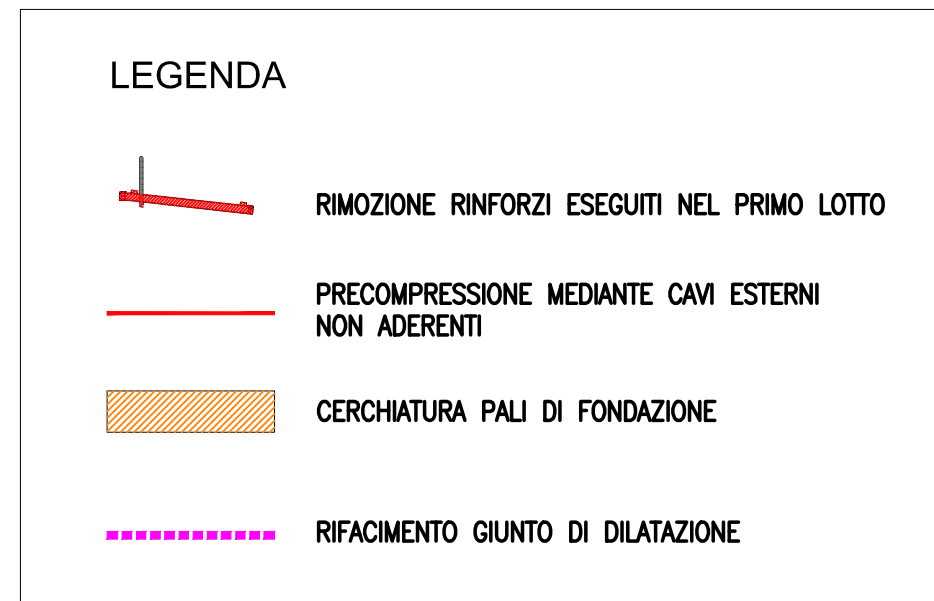 LEGENDA
RIMOZIONE RINFORZI ESEGUITI NEL PRIMO LOTTO
PRECOMPRESSIONE MEDIANTE CAVI ESTERNI
NON ADERENTI
CERCHIATURA PALI DI FONDAZIONE
RIFACIMENTO GIUNTO DI DILATAZIONE